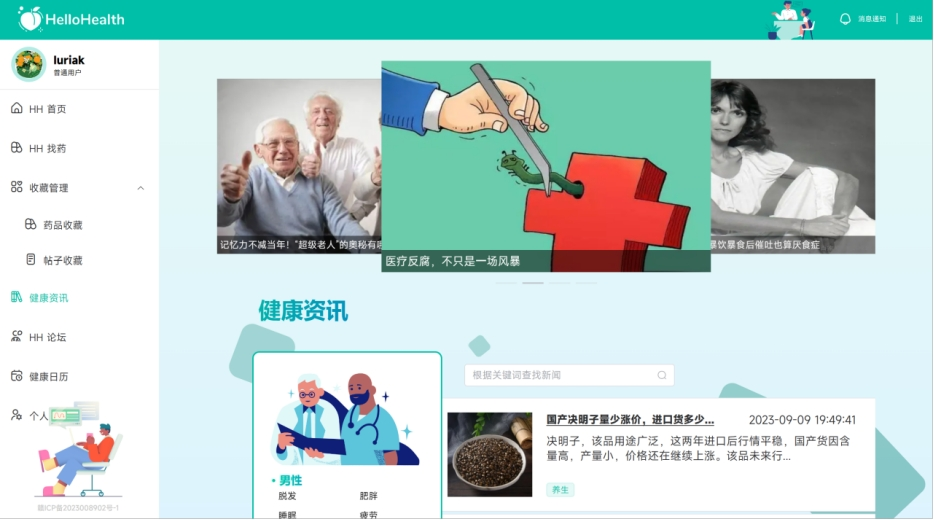 HelloHealth
消息通知
退出
luriak
普通用户
HH 首页
HH 找药
收藏管理
药品收藏
帖子收藏
健康资讯
HH 论坛
健康日历
个人
赣ICP备2023008902号-1
记忆力不减当年！“超级老人”的奥秘有
医疗反腐，不只是一场风暴
暴饮暴食后催吐也算厌食症
健康资讯
根据关键词查找新闻
国产决明子量少涨价，进口货多少...
2023-09-09 19:49:41
决明子，该品用途广泛，这两年进口后行情平稳，国产货因含
量高，产量小，价格还在继续上涨。该品未来行...
养生
男性
脱发
肥胖
睡眠
疲劳